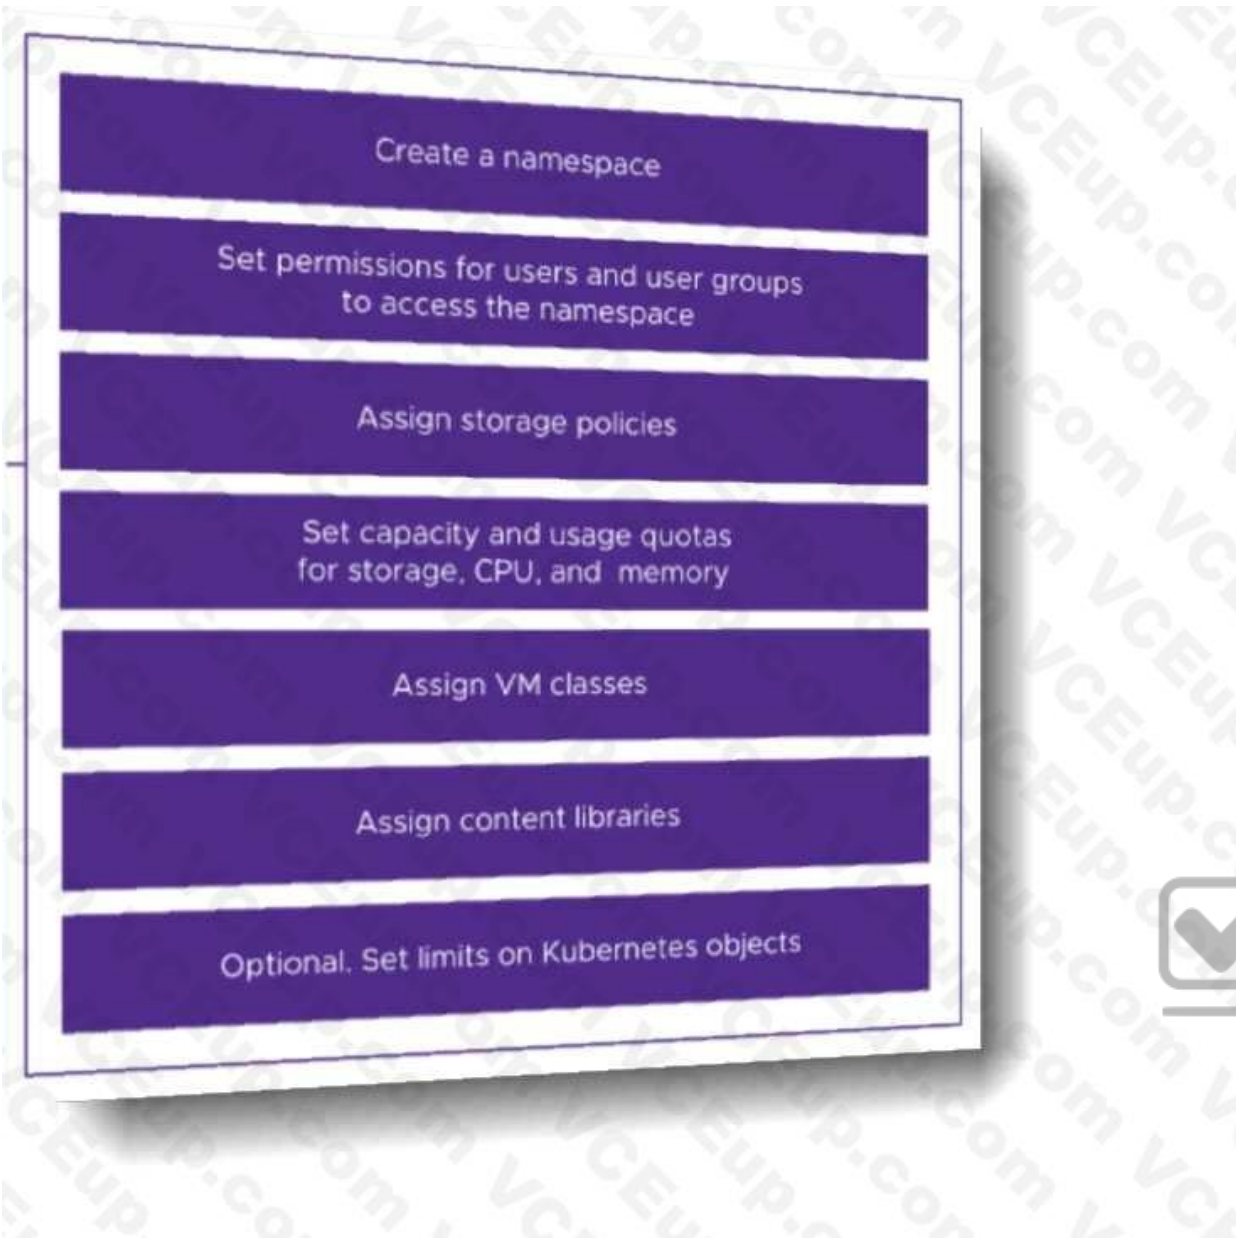 Create a namespace
Set permissions for users and user groups
to access the namespace
Assign storage policies
Set capacity and usage quotas
for storage, CPU, and memory
Assign VM classes
Assign content libraries
Optional. Set limits on Kubernetes objects
VCEup.com